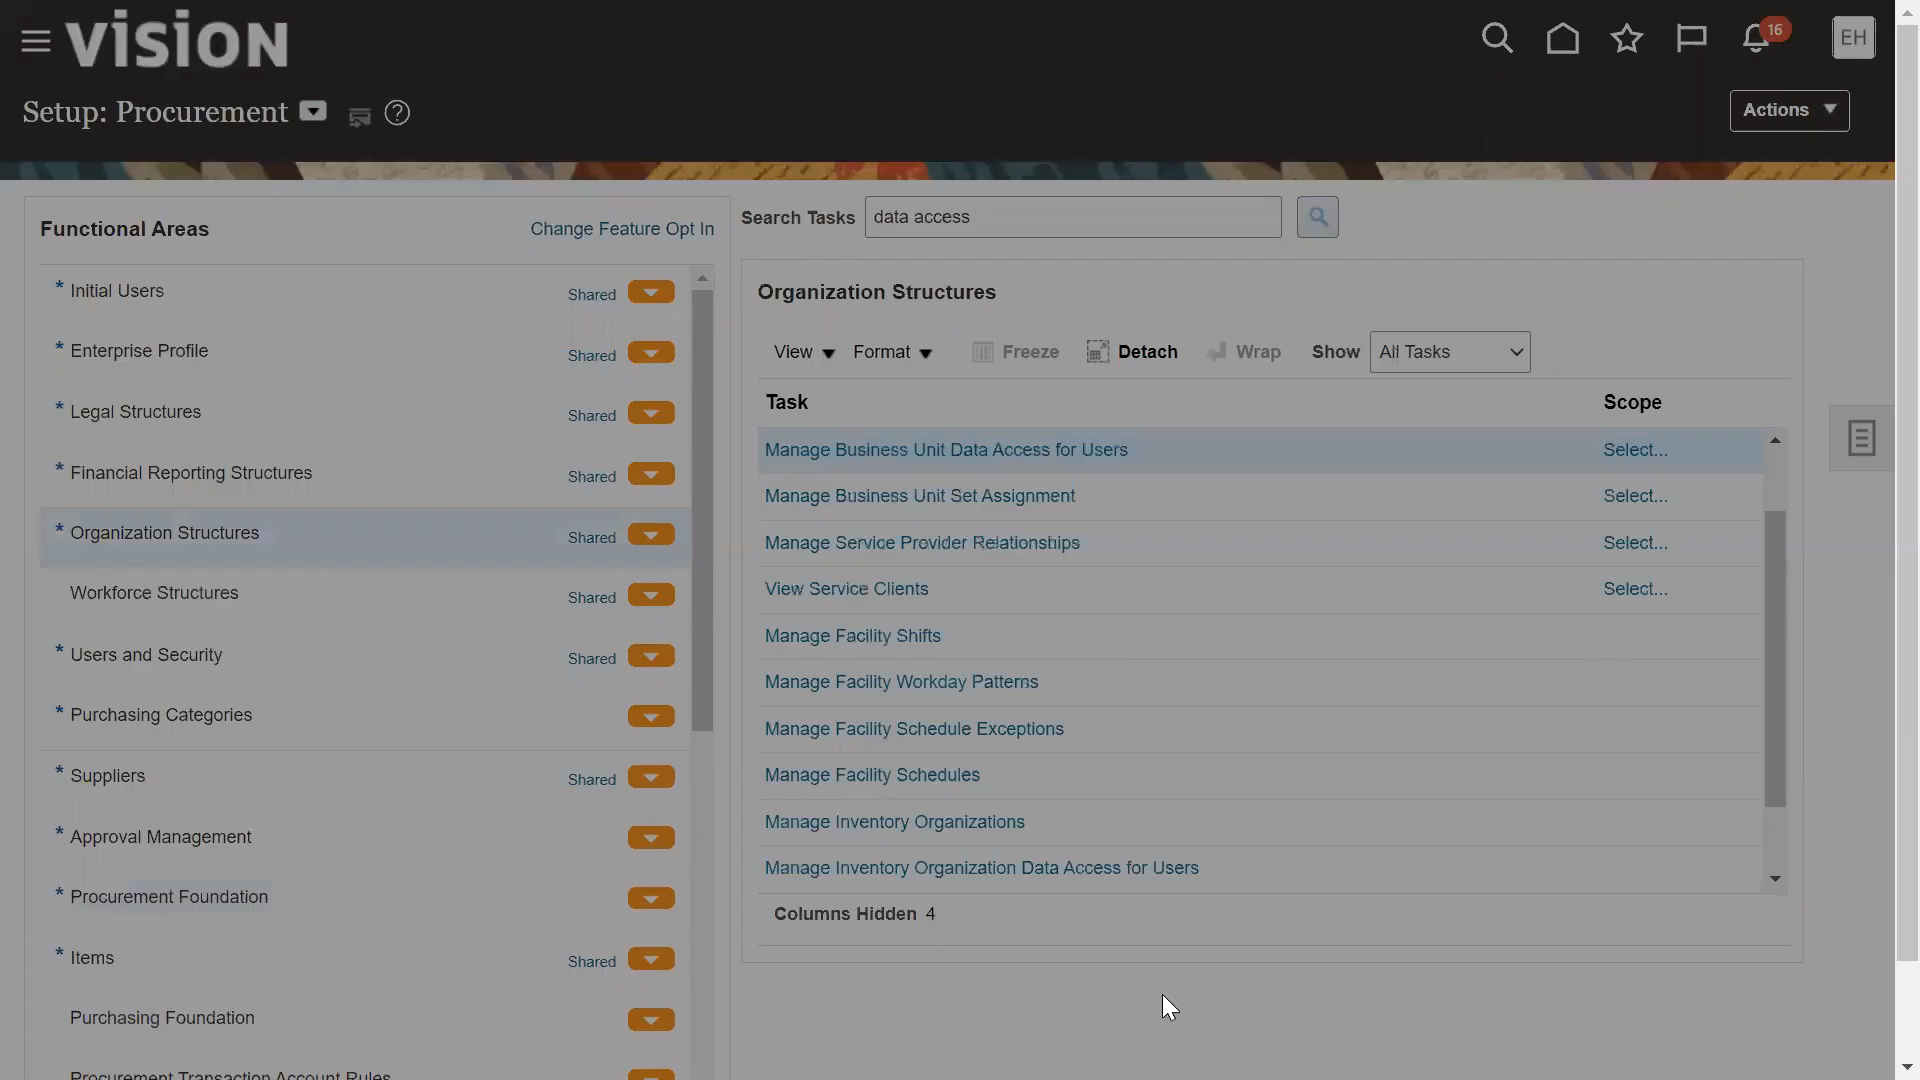 vision
16
EH
Setup: Procurement
Actions
Functional Areas
Change Feature Opt In
Search Tasks data access
* Initial Users Shared
* Enterprise Profile Shared
* Legal Structures Shared
* Financial Reporting Structures Shared
* Organization Structures Shared
Workforce Structures Shared
* Users and Security Shared
* Purchasing Categories
* Suppliers Shared
* Approval Management
* Procurement Foundation
* Items Shared
Purchasing Foundation
Procurement Transaction Account Rules
Organization Structures
View Format Freeze Detach Wrap Show All Tasks
Task Scope
Manage Business Unit Data Access for Users Select...
Manage Business Unit Set Assignment Select...
Manage Service Provider Relationships Select...
View Service Clients Select...
Manage Facility Shifts
Manage Facility Workday Patterns
Manage Facility Schedule Exceptions
Manage Facility Schedules
Manage Inventory Organizations
Manage Inventory Organization Data Access for Users
Columns Hidden 4